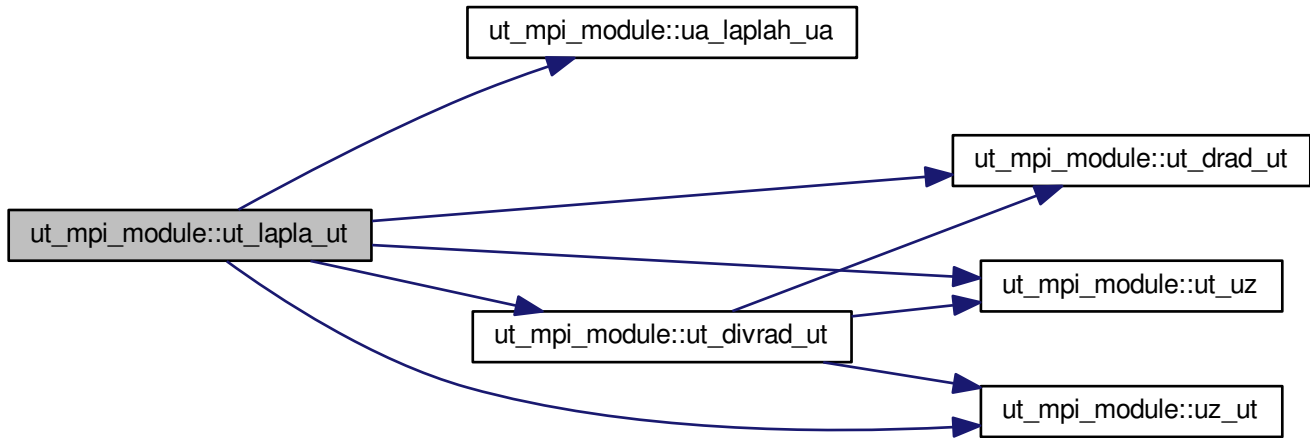 ut_mpi_module::ua_laplah_ua
ut_mpi_module::ut_drad_ut
ut_mpi_module::ut_lapla_ut
ut_mpi_module::ut_uz
ut_mpi_module::ut_divrad_ut
ut_mpi_module::uz_ut